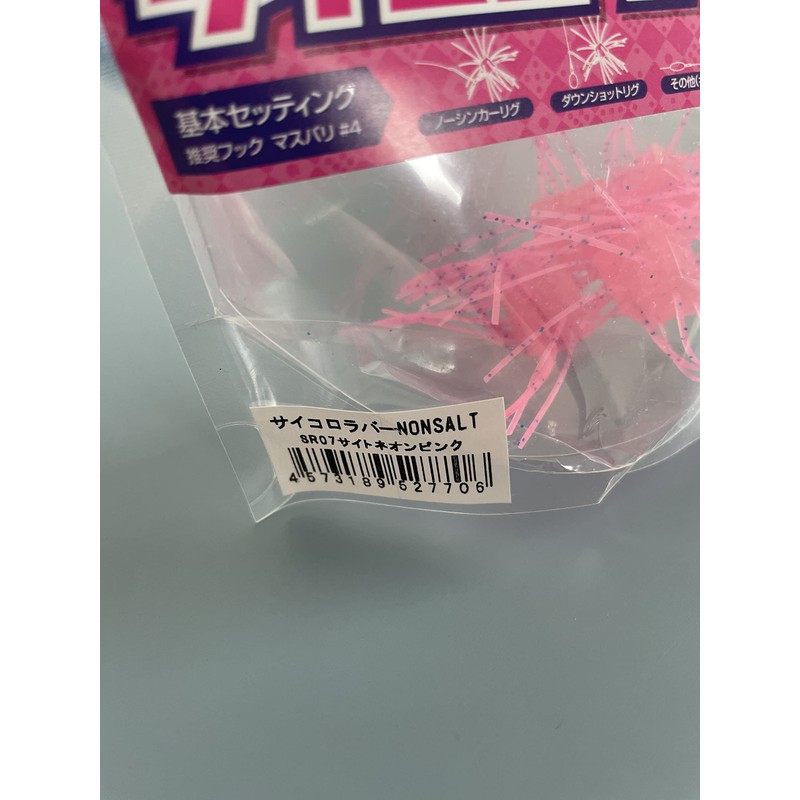 基本セッティング
推奨フック マスバリ #4
ノーシンカーリグ
ダウンショットリグ
その他(
サイコロラバーNONSALT
SR07サイトネオンピンク
4573189527706